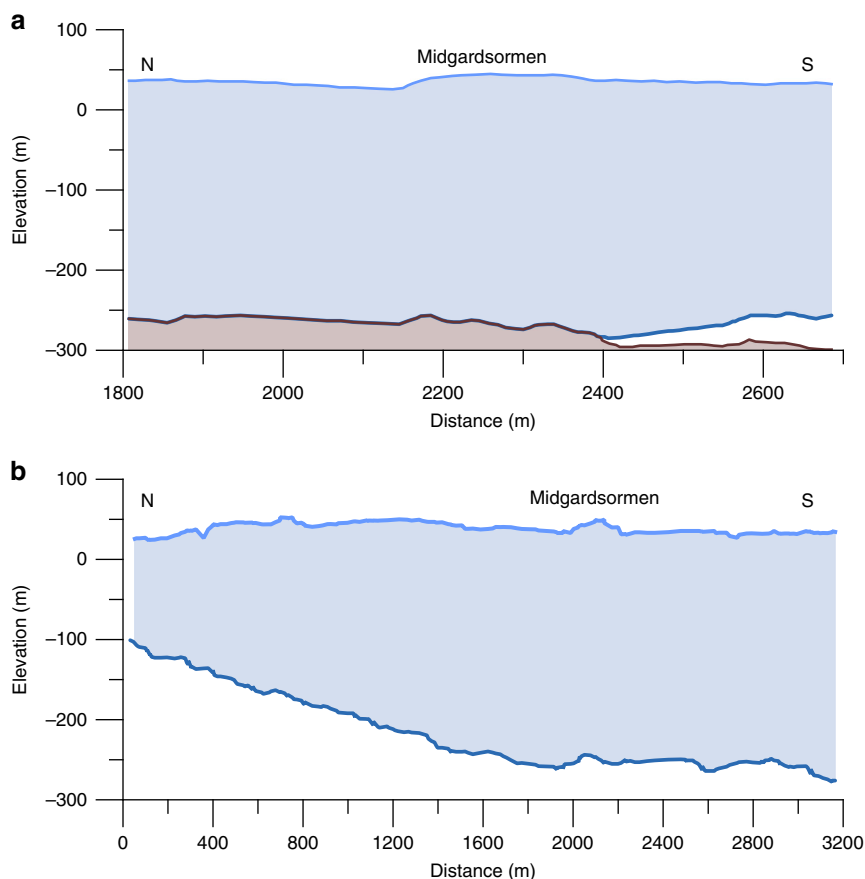 a
100
N
Midgardsormen
S
0
Elevation (m)
–100
–200
–300
1800
2000
2200
2400
2600
Distance (m)
b
100
N
Midgardsormen
S
0
Elevation (m)
–100
–200
–300
0
400
800
1200
1600
2000
2400
2800
3200
Distance (m)